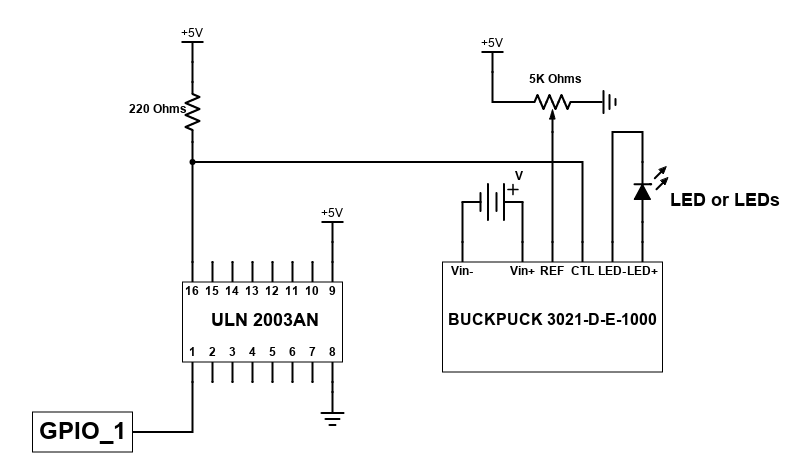 +5V
+5V
5K Ohms
220 Ohms
V
+
LED or LEDs
+5V
Vin- Vin+ REF CTL LED- LED+
16 15 14 13 12 11 10 9
ULN 2003AN
BUCKPUCK 3021-D-E-1000
1 2 3 4 5 6 7 8
GPIO_1